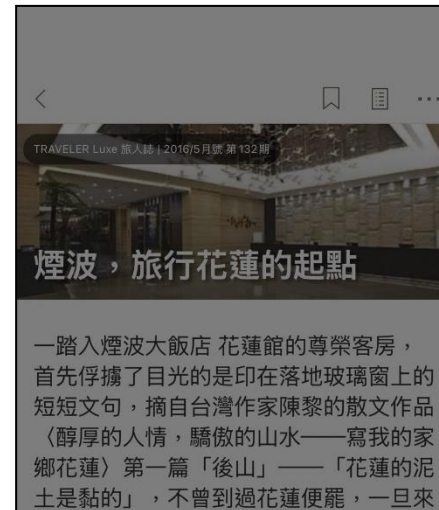 TRAVELER Luxe 旅人誌 | 2016/5月號 第132期
煙波，旅行花蓮的起點
一踏入煙波大飯店 花蓮館的尊榮客房，
首先俘擄了目光的是印在落地玻璃窗上的
短短文句，摘自台灣作家陳黎的散文作品
〈醇厚的人情，驕傲的山水——寫我的家
鄉花蓮〉第一篇「後山」——「花蓮的泥
土是黏的」，不曾到過花蓮便罷，一旦來